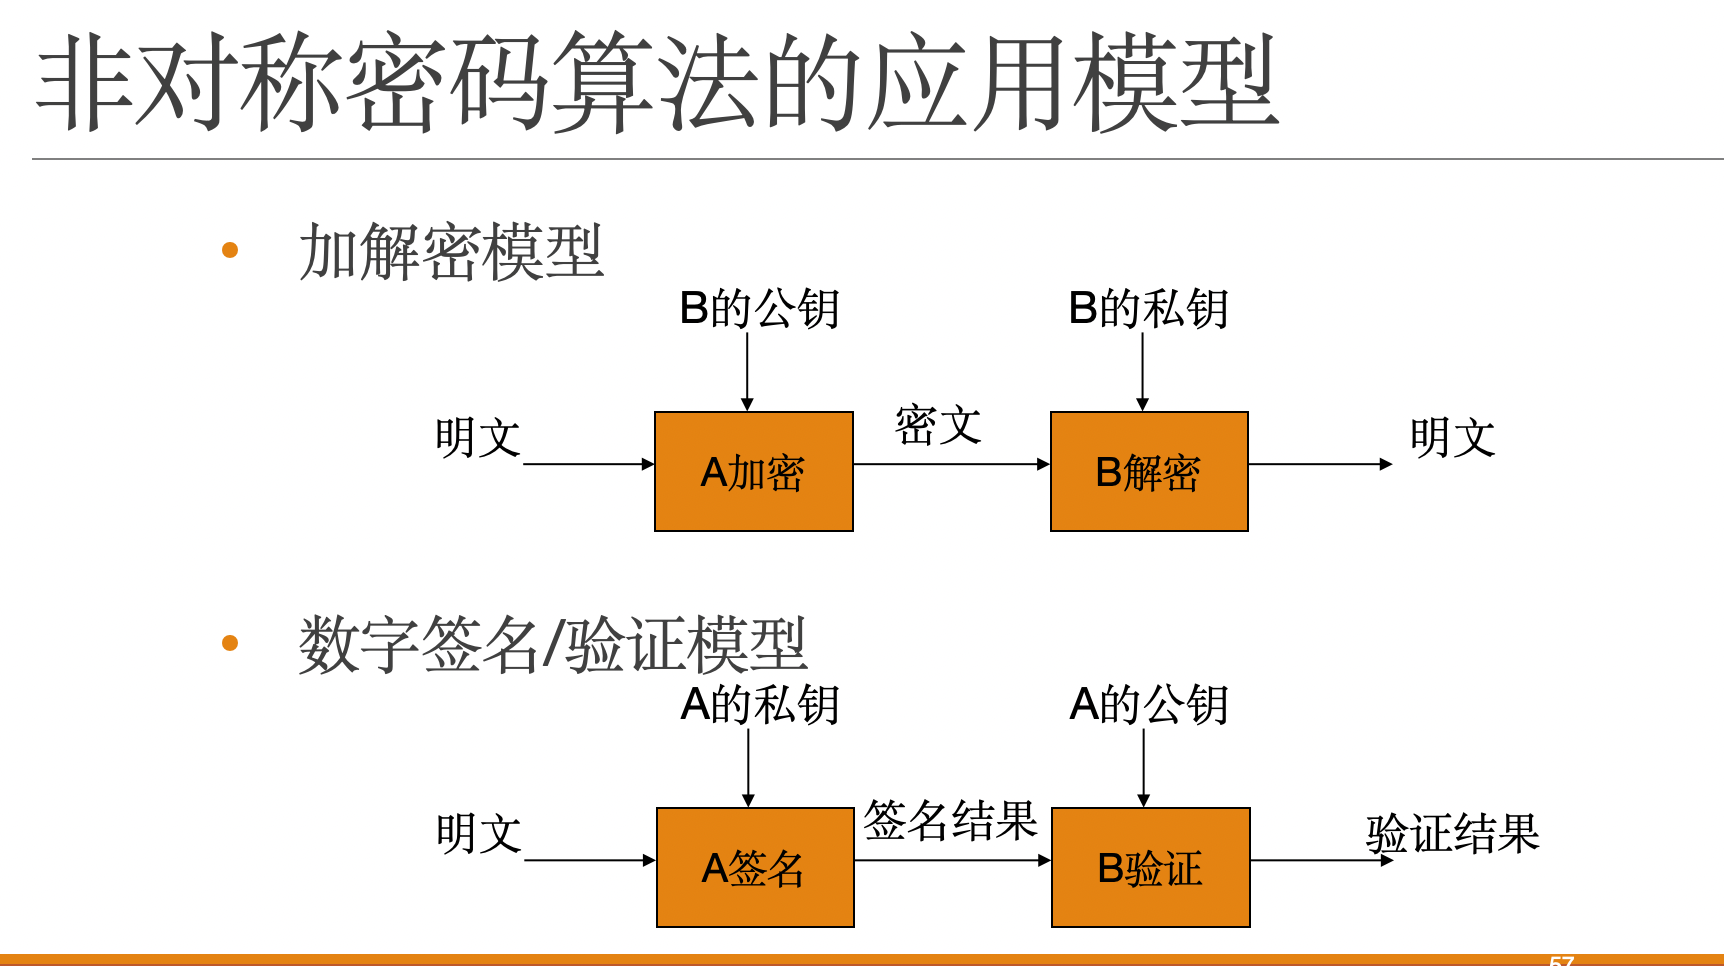 非对称密码算法的应用模型
• 加解密模型
B的公钥 B的私钥
明文 A加密 密文 B解密 明文
• 数字签名/验证模型
A的私钥 A的公钥
明文 A签名 签名结果 B验证 验证结果
57